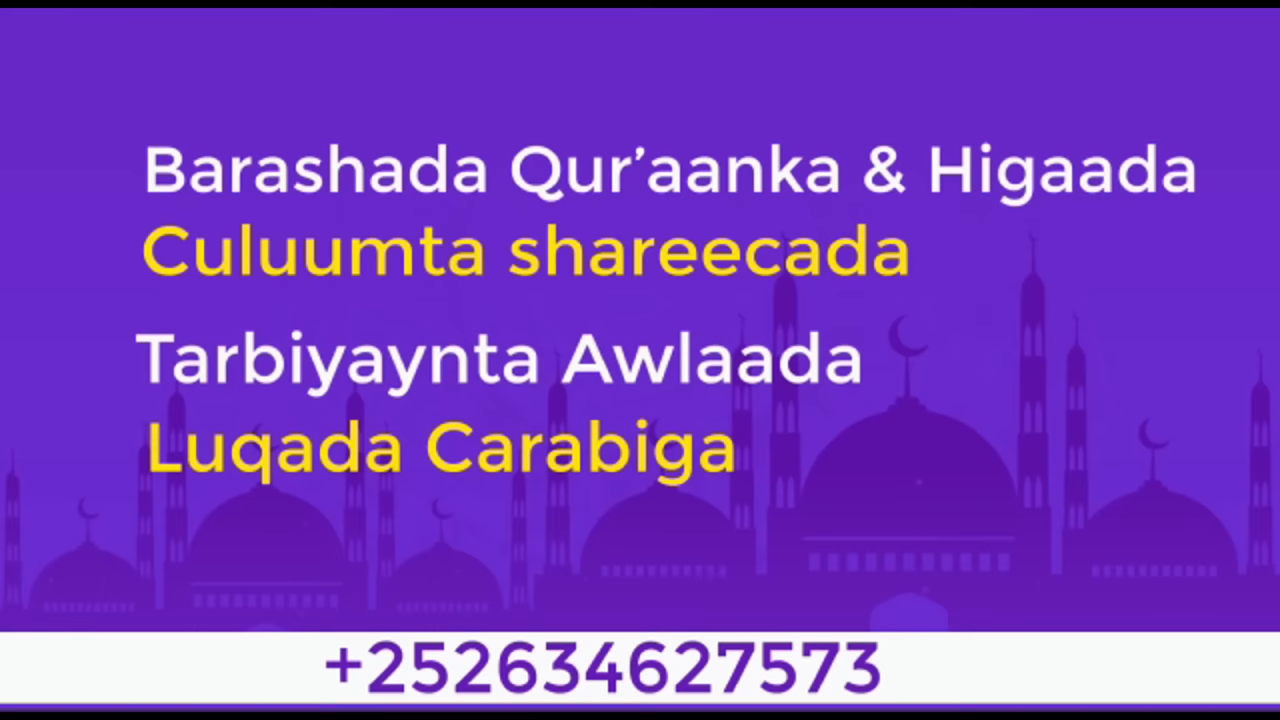 Barashada Qur’aanka & Higaada
Culuumta shareecada
Tarbiyaynta Awlaada
Luqada Carabiga
+252634627573